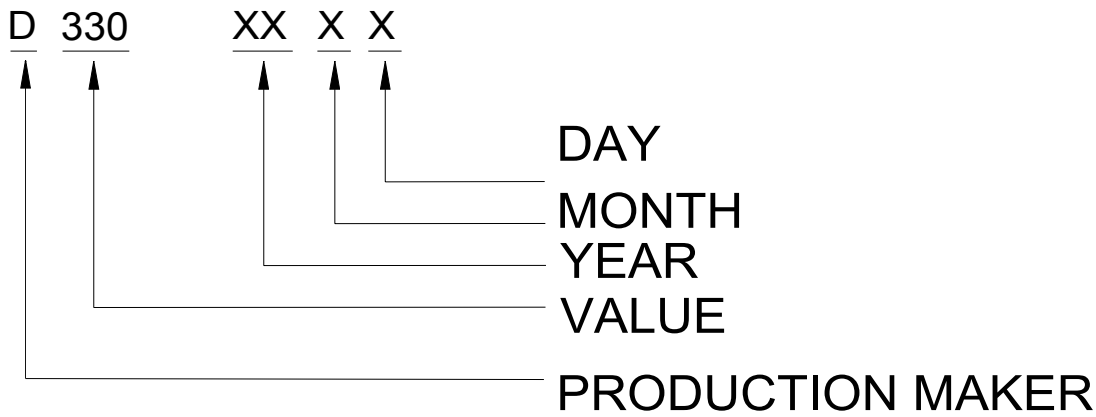 D 330 XX X X
DAY
MONTH
YEAR
VALUE
PRODUCTION MAKER